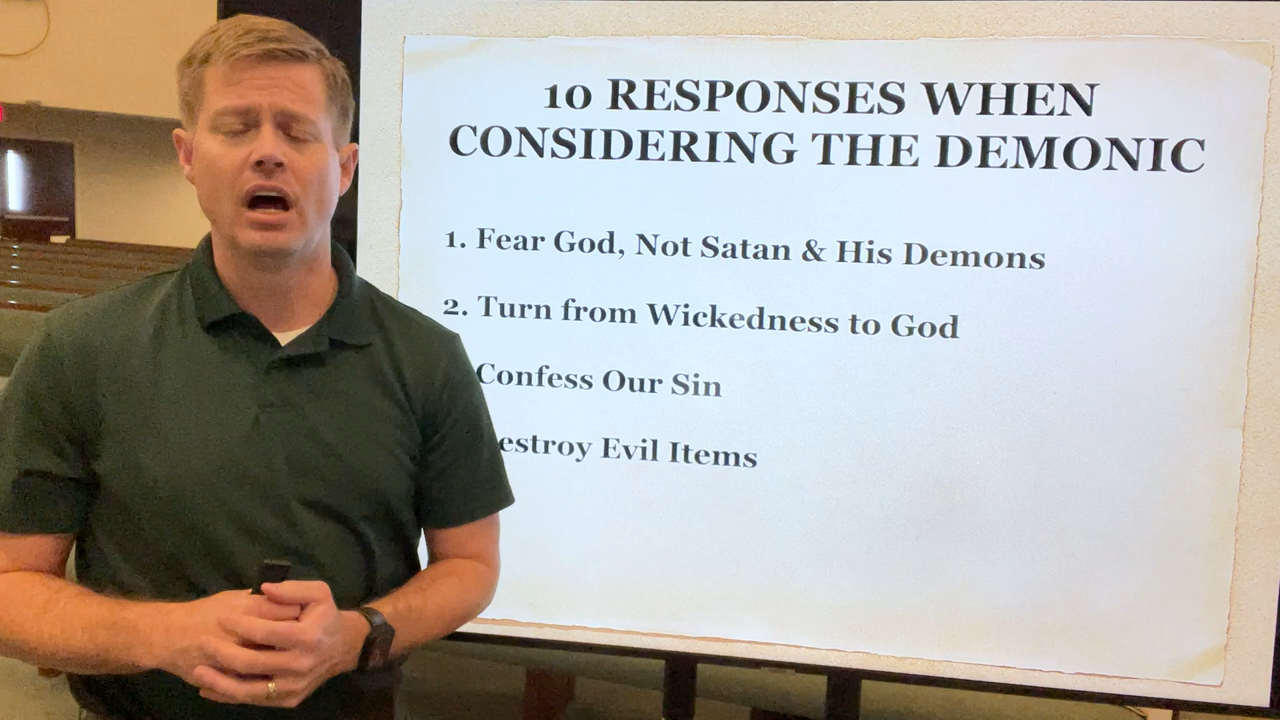 10 RESPONSES WHEN
CONSIDERING THE DEMONIC
1. Fear God, Not Satan & His Demons
2. Turn from Wickedness to God
Confess Our Sin
estroy Evil Items